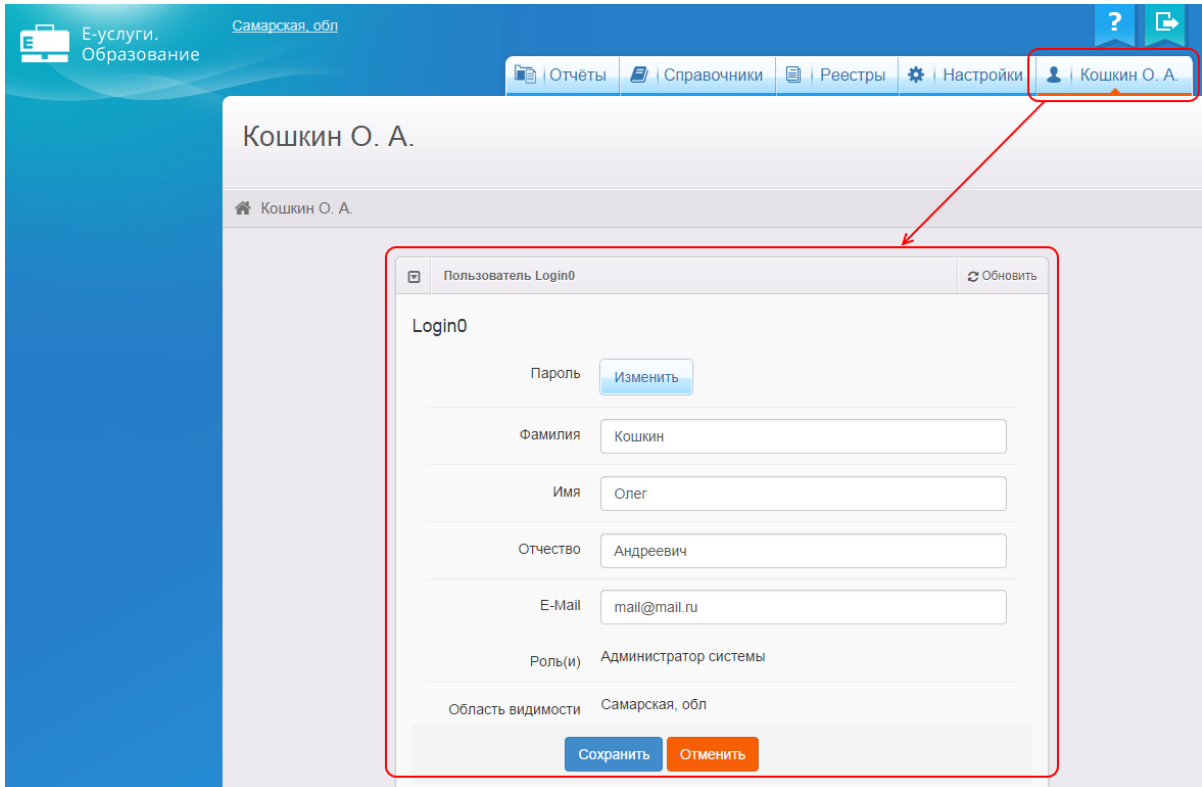 Е-услуги.
Образование
Самарская, обл
?
E
Отчёты
Справочники
Реестры
Настройки
Кошкин О. А.
Кошкин О. А.
Кошкин О. А.
Пользователь Login0
Обновить
Login0
Пароль
Изменить
Фамилия
Кошкин
Имя
Олег
Отчество
Андреевич
E-Mail
mail@mail.ru
Роль(и)
Администратор системы
Область видимости
Самарская, обл
Сохранить
Отменить